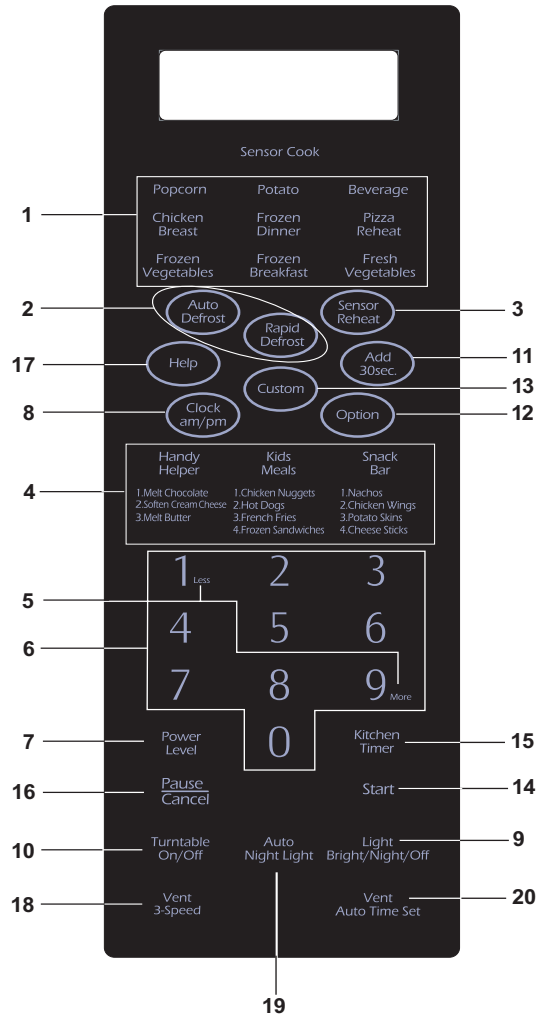 Sensor Cook
Popcorn
Potato
Beverage
1
Chicken
Breast
Frozen
Dinner
Pizza
Reheat
Frozen
Vegetables
Frozen
Breakfast
Fresh
Vegetables
2
Auto
Defrost
Rapid
Defrost
Sensor
Reheat
3
17
Help
Add
30sec.
11
Custom
13
8
Clock
am/pm
Option
12
4
Handy
Helper
1.Melt Chocolate
2.Soften Cream Cheese
3.Melt Butter
Kids
Meals
1.Chicken Nuggets
2.Hot Dogs
3.French Fries
4.Frozen Sandwiches
Snack
Bar
1.Nachos
2.Chicken Wings
3.Potato Skins
4.Cheese Sticks
1 Less
2
3
5
6
4
5
6
7
8
9 More
0
7
Power
Level
Kitchen
Timer
15
16
Pause
Cancel
Start
14
10
Turntable
On/Off
Auto
Night Light
Light
Bright/Night/Off
9
18
Vent
3-Speed
Vent
Auto Time Set
20
19